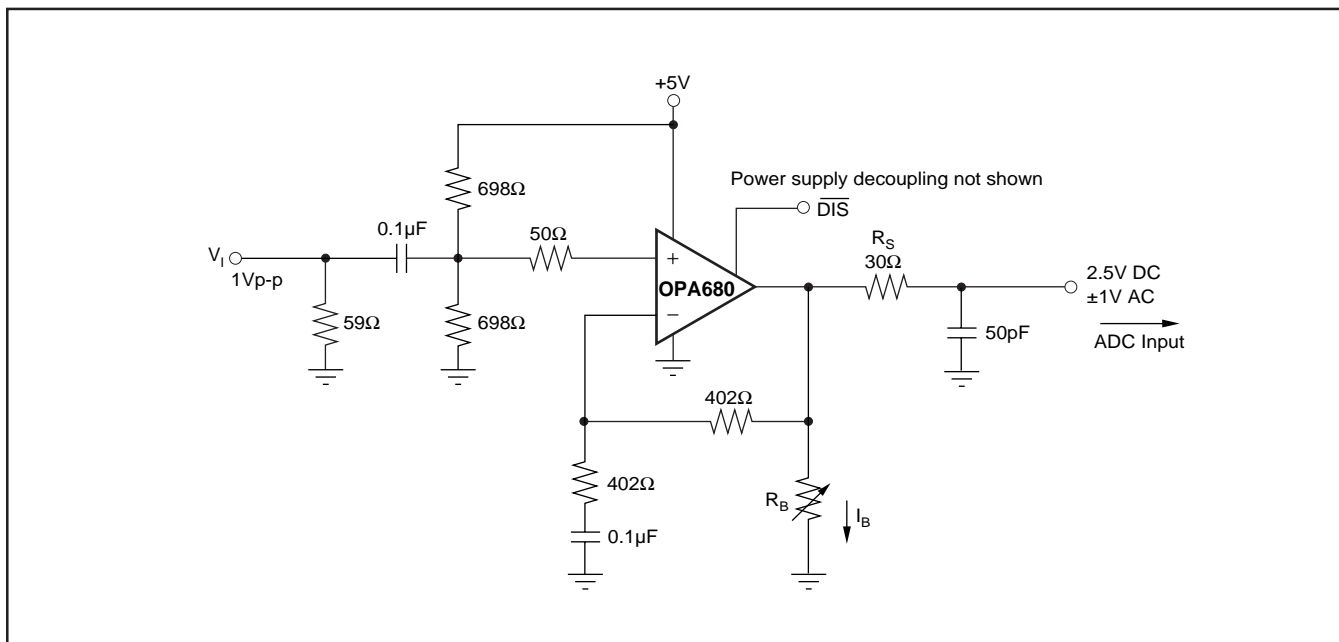 +5V
698Ω
Power supply decoupling not shown
DIS
0.1µF
50Ω
R_S
30Ω
V_I
1Vp-p
+
OPA680
−
2.5V DC
±1V AC
59Ω
698Ω
50pF
ADC Input
402Ω
402Ω
R_B
I_B
0.1µF